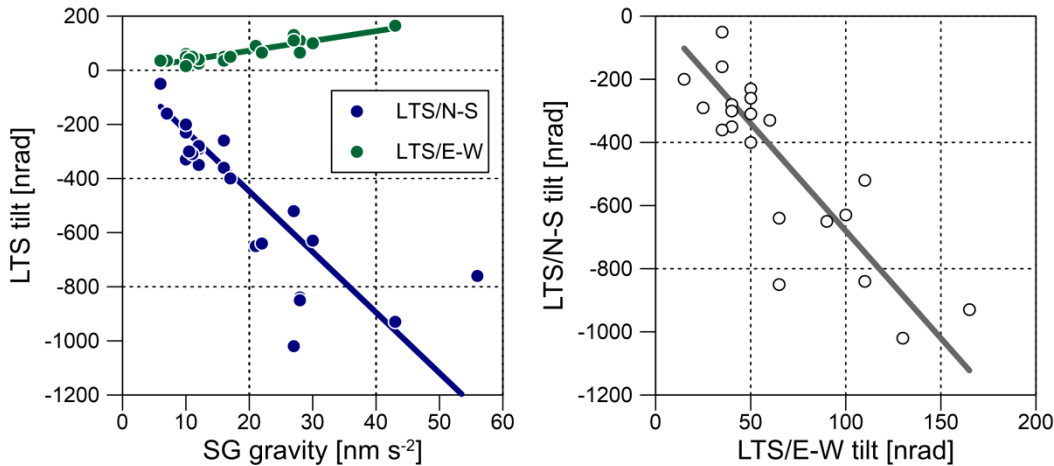 200
0
-200
-400
-600
-800
-1000
-1200
LTS tilt [nrad]
LTS/N-S
LTS/E-W
0 10 20 30 40 50 60
SG gravity [nm s⁻²]
0
-200
-400
-600
-800
-1000
-1200
LTS/N-S tilt [nrad]
0 50 100 150 200
LTS/E-W tilt [nrad]